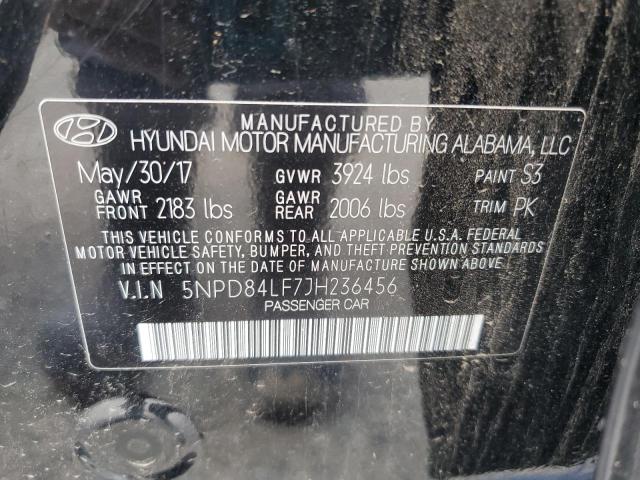 MANUFACTURED BY
HYUNDAI MOTOR MANUFACTURING ALABAMA, LLC
May/30/17 GVWR 3924 lbs PAINT S3
GAWR FRONT 2183 lbs GAWR REAR 2006 lbs TRIM PK
THIS VEHICLE CONFORMS TO ALL APPLICABLE U.S.A. FEDERAL
MOTOR VEHICLE SAFETY, BUMPER, AND THEFT PREVENTION STANDARDS
IN EFFECT ON THE DATE OF MANUFACTURE SHOWN ABOVE.
V.I.N 5NPD84LF7JH236456
PASSENGER CAR